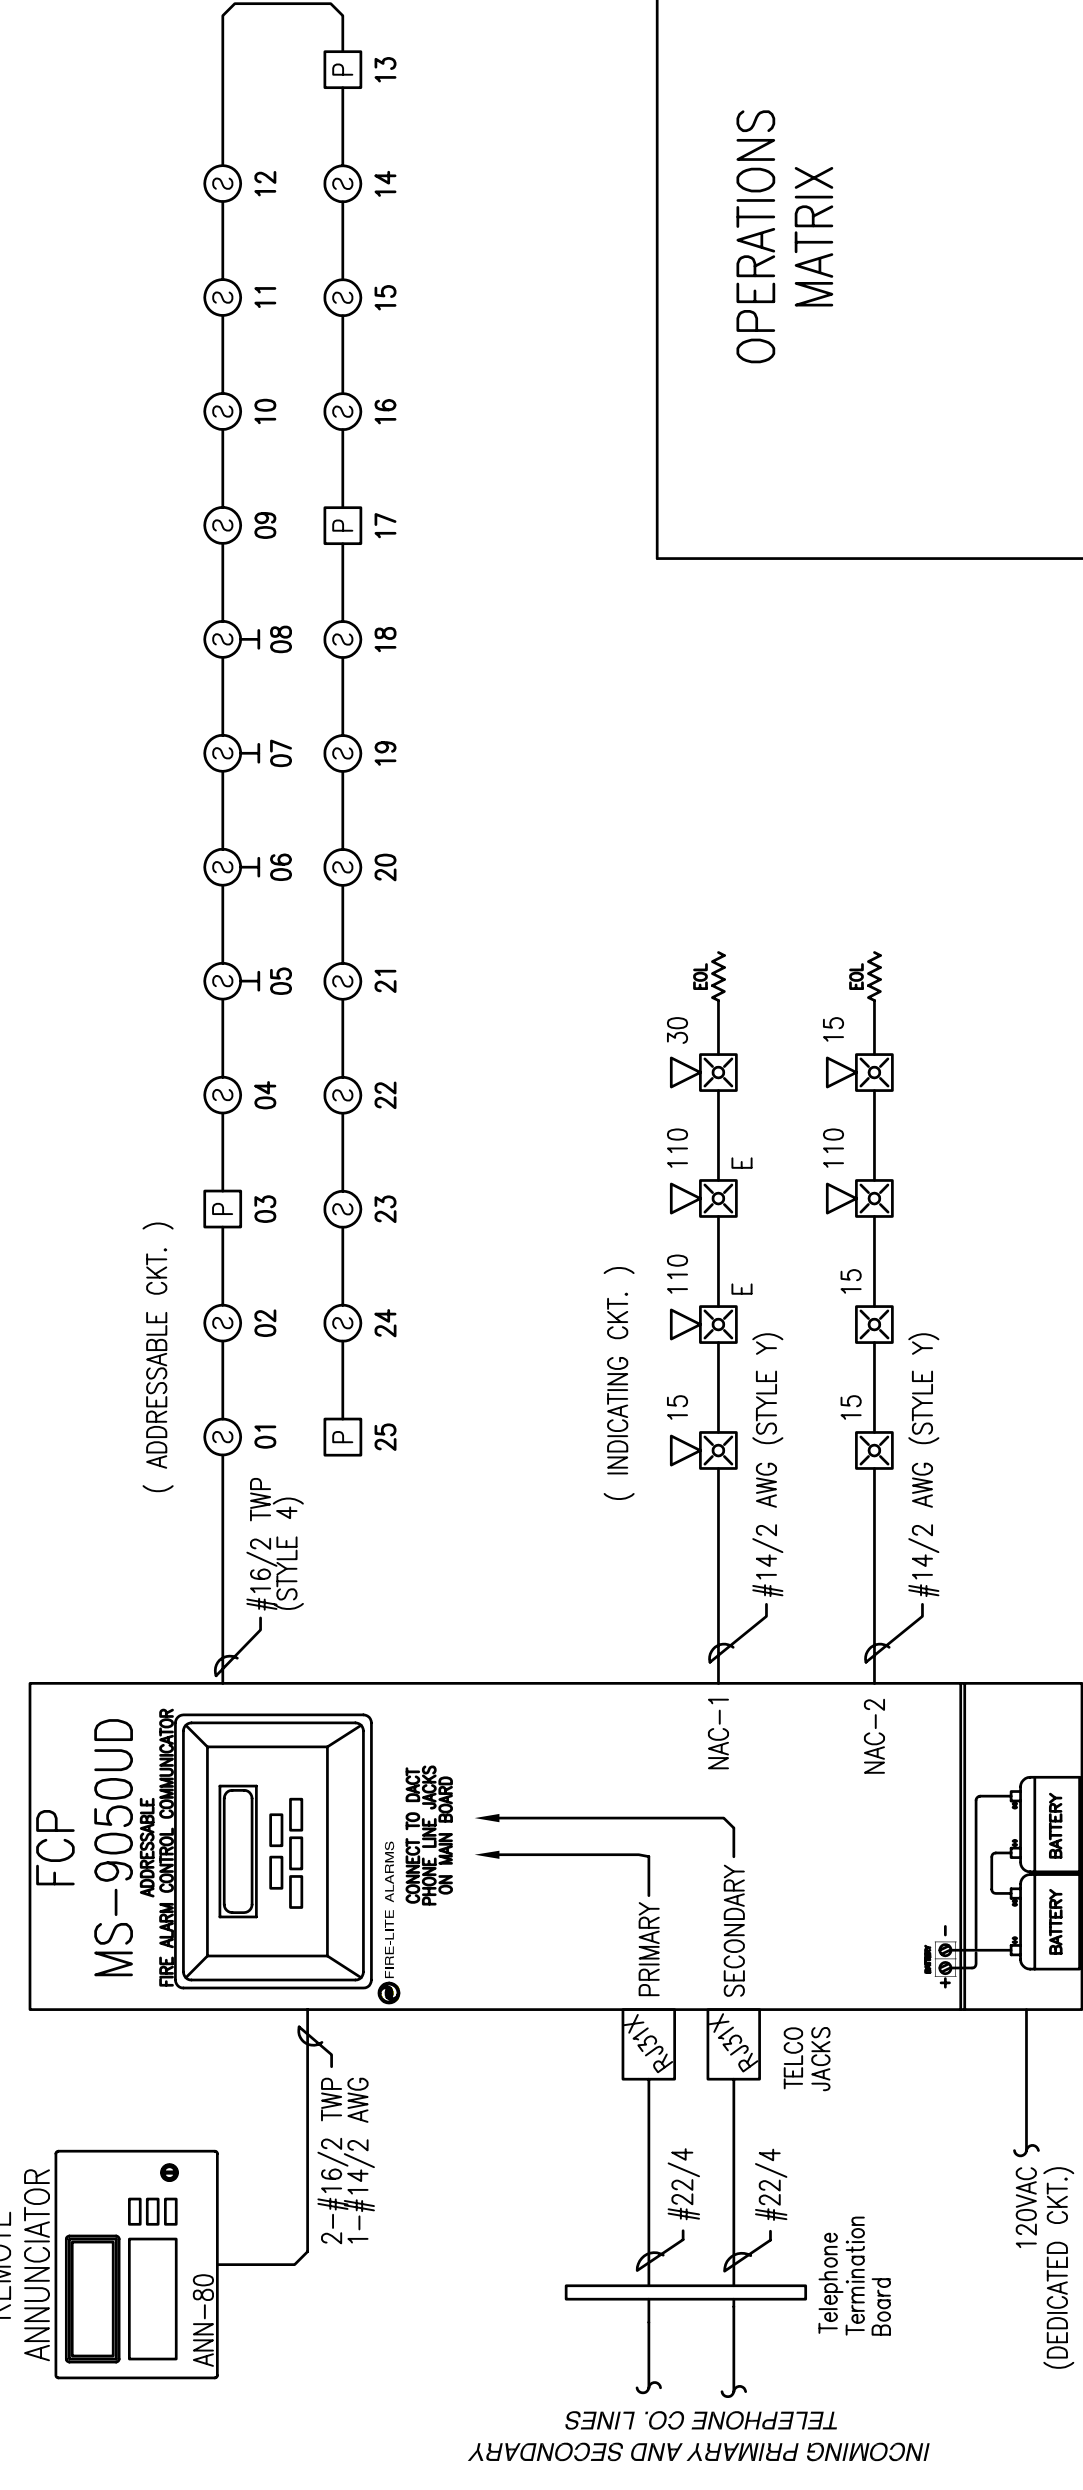 REMOTE
ANNUNCIATOR
ANN-80
2-#16/2 TWP
1-#14/2 AWG
FCP
MS-9050UD
ADDRESSABLE
FIRE ALARM CONTROL COMMUNICATOR
FIRE-LITE ALARMS
CONNECT TO DACT
PHONE LINE JACKS
ON MAIN BOARD
( ADDRESSABLE CKT. )
#16/2 TWP
(STYLE 4)
S S P S S S S S S S S S
01 02 03 04 05 06 07 08 09 10 11 12
P S S S S S S S P S S S P
25 24 23 22 21 20 19 18 17 16 15 14 13
INCOMING PRIMARY AND SECONDARY
TELEPHONE CO. LINES
#22/4
#22/4
Telephone
Termination
Board
RJ31X
RJ31X
TELCO
JACKS
PRIMARY
SECONDARY
( INDICATING CKT. )
NAC-1
15 110 110 30
E E
EOL
#14/2 AWG (STYLE Y)
NAC-2
15 15 110 15
EOL
#14/2 AWG (STYLE Y)
OPERATIONS
MATRIX
120VAC
(DEDICATED CKT.)
BATTERY
+ -
BATTERY BATTERY